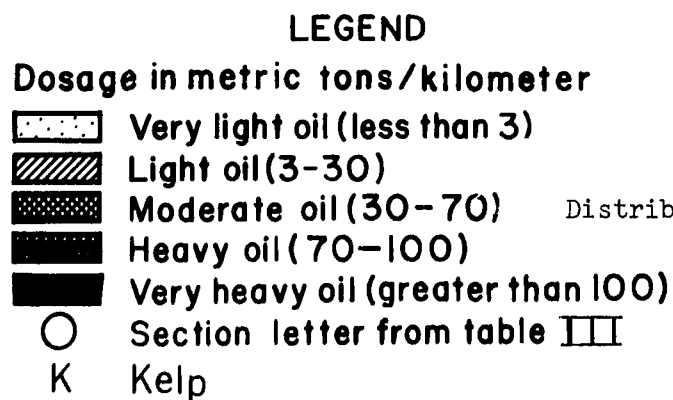 LEGEND
Dosage in metric tons/kilometer
Very light oil (less than 3)
Light oil (3-30)
Moderate oil (30-70) Distrib
Heavy oil (70-100)
Very heavy oil (greater than 100)
Section letter from table III
K Kelp